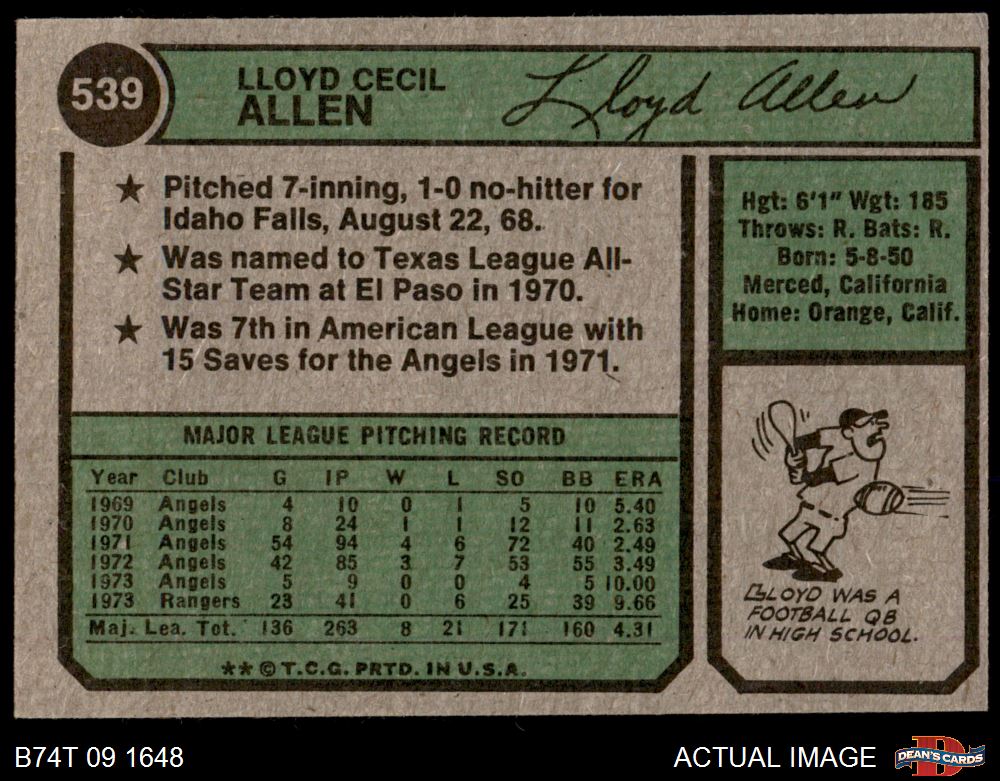 539
LLOYD CECIL
ALLEN
Lloyd Allen
★ Pitched 7-inning, 1-0 no-hitter for
Idaho Falls, August 22, 68.
★ Was named to Texas League All-
Star Team at El Paso in 1970.
★ Was 7th in American League with
15 Saves for the Angels in 1971.
Hgt: 6'1" Wgt: 185
Throws: R. Bats: R.
Born: 5-8-50
Merced, California
Home: Orange, Calif.
MAJOR LEAGUE PITCHING RECORD
Year Club G IP W L SO BB ERA
1969 Angels 4 10 0 1 5 10 5.40
1970 Angels 8 24 1 1 12 11 2.63
1971 Angels 54 94 4 6 72 40 2.49
1972 Angels 42 85 3 7 53 55 3.49
1973 Angels 5 9 0 0 4 5 10.00
1973 Rangers 23 41 0 6 25 39 9.66
Maj. Lea. Tot. 136 263 8 21 171 160 4.31
**© T.C.G. PRTD. IN U.S.A.
LLOYD WAS A
FOOTBALL QB
IN HIGH SCHOOL.
B74T 09 1648
ACTUAL IMAGE
D
DEAN'S CARDS